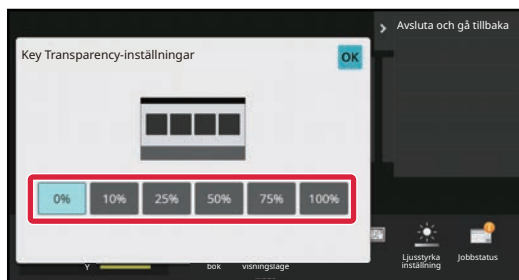 Avsluta och gå tillbaka
Key Transparency-inställningar
OK
0% 10% 25% 50% 75% 100%
Ljusstyrka
inställning
Jobbstatus
Y
bok
visningsläge